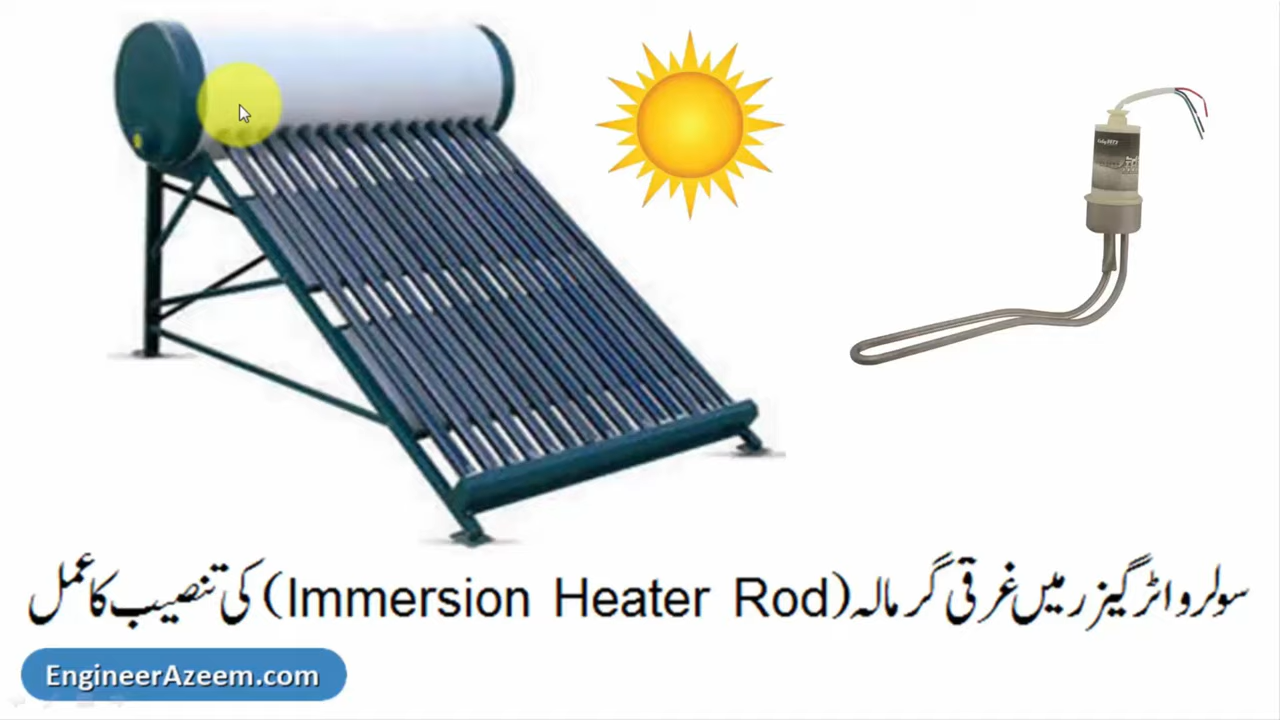 سولر واٹر گیزر میں غرقی گرمالہ (Immersion Heater Rod) کی تنصیب کا عمل
EngineerAzeem.com